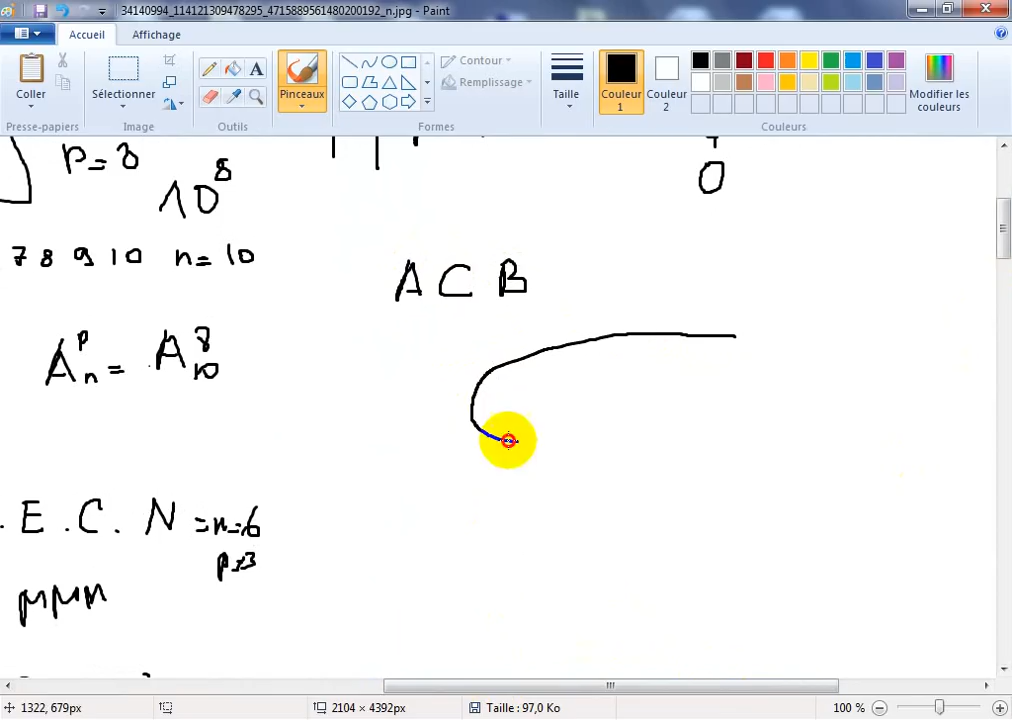 34140994_114121309478295_4715889561480200192_n.jpg - Paint
Accueil Affichage
Coller
Sélectionner
Pinceaux
Contour
Remplissage
Taille
Couleur 1
Couleur 2
Modifier les couleurs
Presse-papiers Image Outils Formes Couleurs
p=8
10^8
0
7 8 9 10 n=10
A C B
A^p_n = A^8_10
. E . C . N = n=6
100 %
1322, 679px
2104 × 4392px
Taille : 97,0 Ko